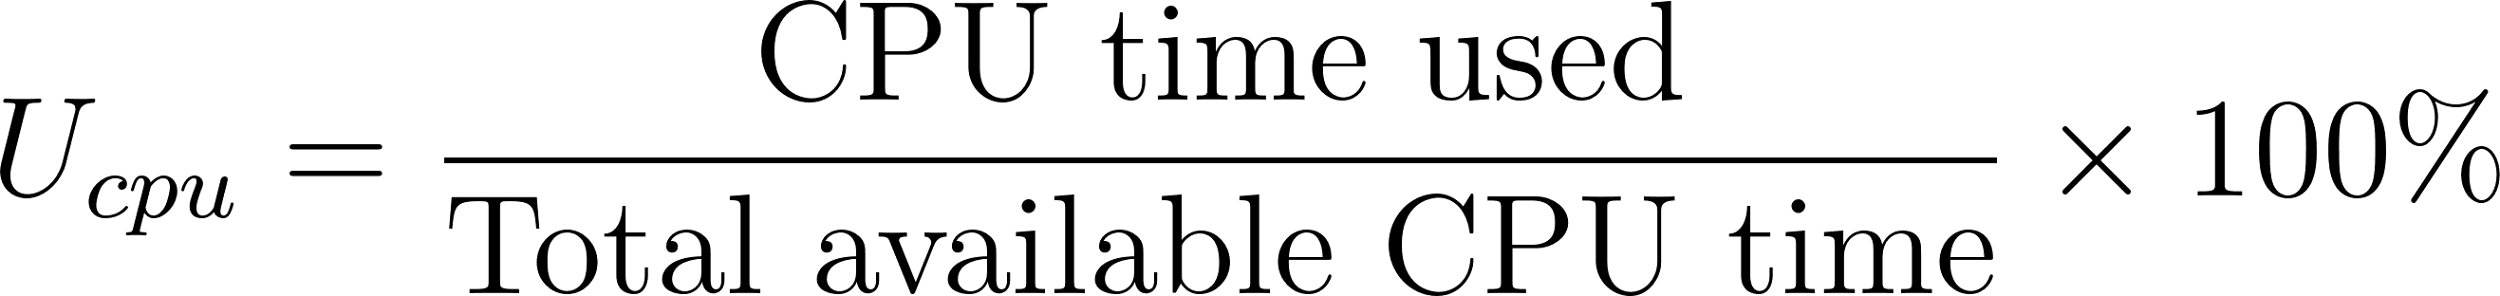 CPU time used
U_cpu = ———————————————— × 100%
Total available CPU time